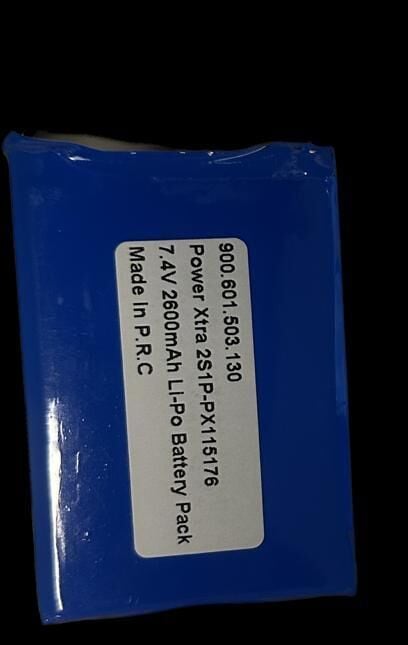 900.601.503.130
Power Xtra 2S1P-PX115176
7.4V 2600mAh LI-Po Battery Pack
Made In P.R.C